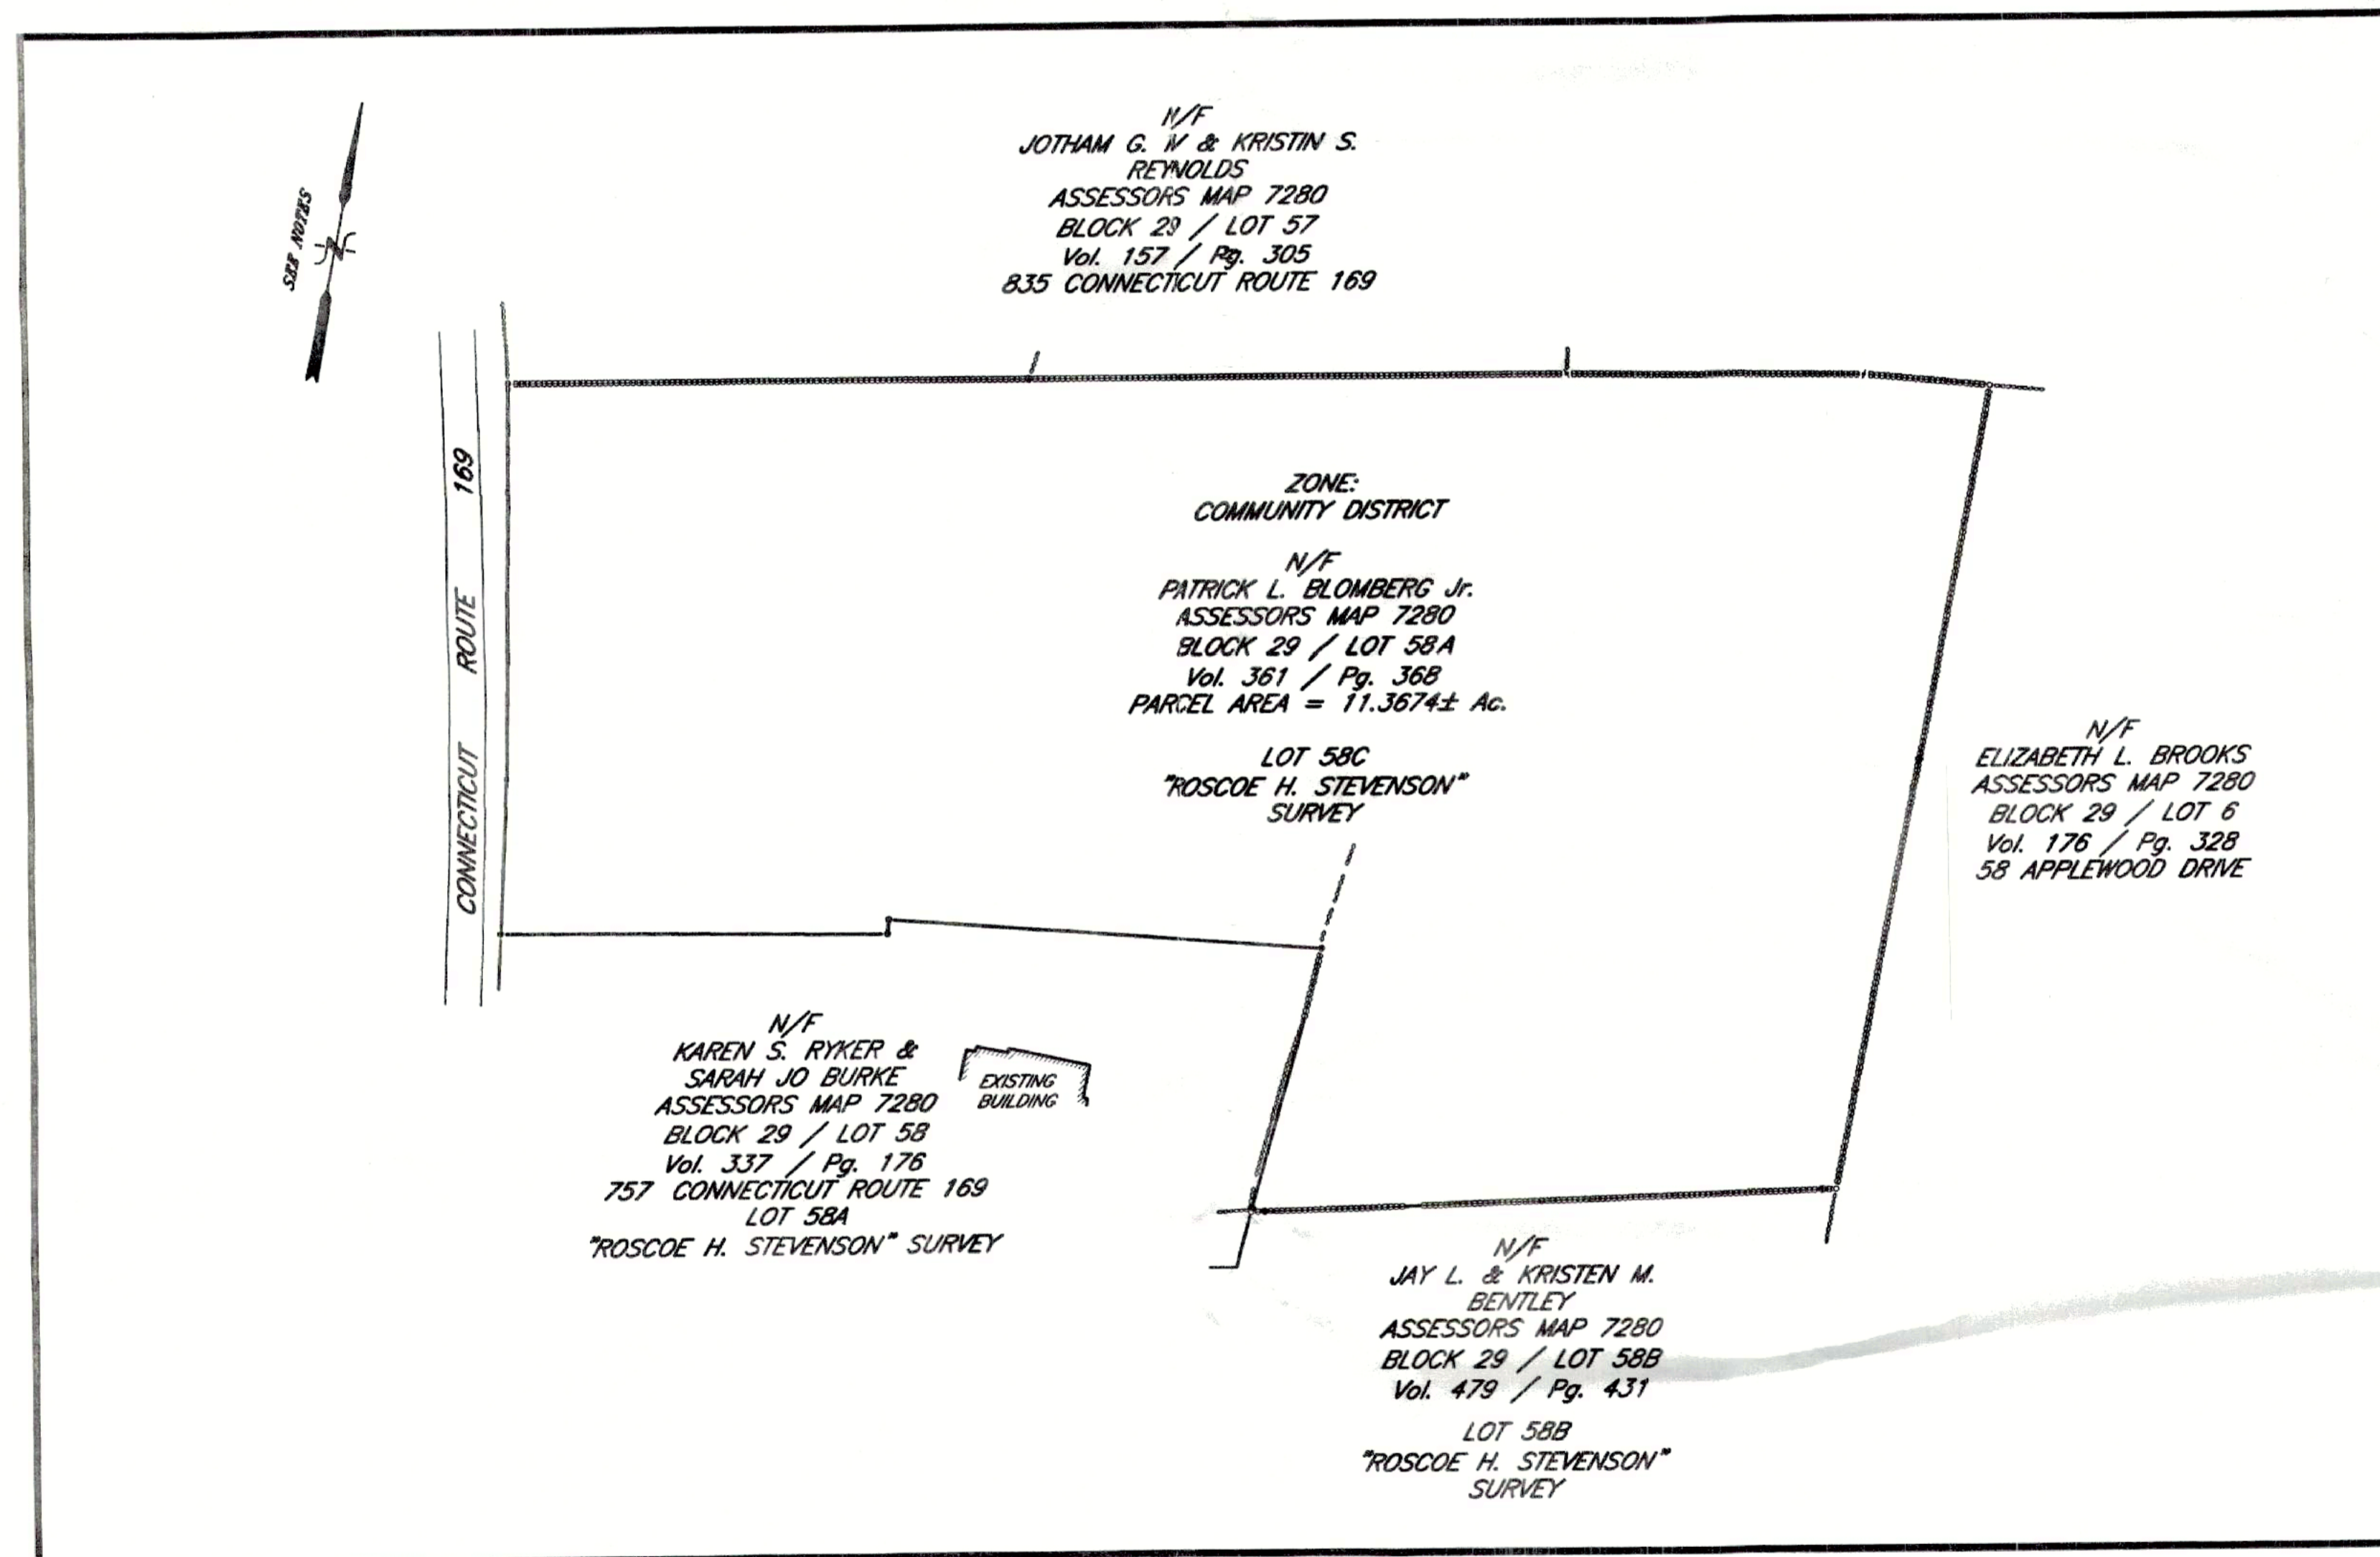 SEE NOTES
N
N/F
JOTHAM G. IV & KRISTIN S.
REYNOLDS
ASSESSORS MAP 7280
BLOCK 29 / LOT 57
Vol. 157 / Pg. 305
835 CONNECTICUT ROUTE 169
CONNECTICUT ROUTE 169
ZONE:
COMMUNITY DISTRICT
N/F
PATRICK L. BLOMBERG Jr.
ASSESSORS MAP 7280
BLOCK 29 / LOT 58A
Vol. 361 / Pg. 368
PARCEL AREA = 11.3674± Ac.
LOT 58C
"ROSCOE H. STEVENSON"
SURVEY
N/F
ELIZABETH L. BROOKS
ASSESSORS MAP 7280
BLOCK 29 / LOT 6
Vol. 176 / Pg. 328
58 APPLEWOOD DRIVE
N/F
KAREN S. RYKER &
SARAH JO BURKE
ASSESSORS MAP 7280
BLOCK 29 / LOT 58
Vol. 337 / Pg. 176
757 CONNECTICUT ROUTE 169
LOT 58A
"ROSCOE H. STEVENSON" SURVEY
EXISTING
BUILDING
N/F
JAY L. & KRISTEN M.
BENTLEY
ASSESSORS MAP 7280
BLOCK 29 / LOT 58B
Vol. 479 / Pg. 431
LOT 58B
"ROSCOE H. STEVENSON"
SURVEY